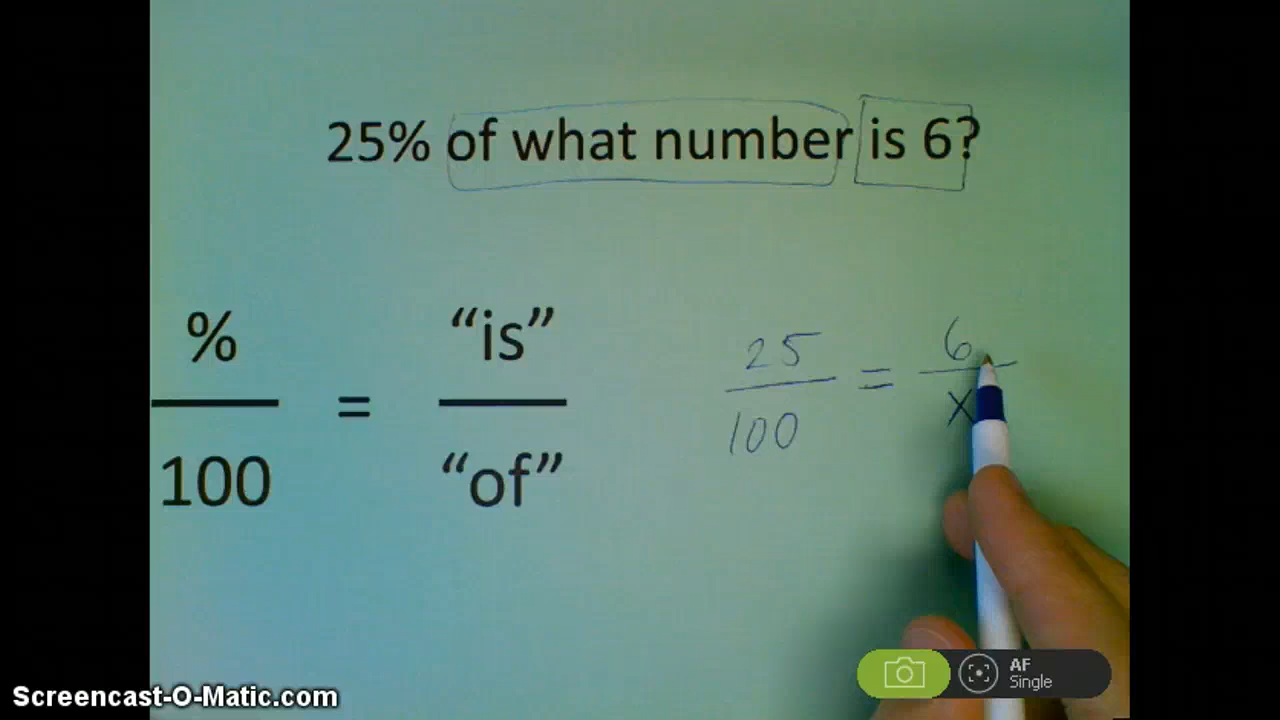 25% of what number is 6?
% “is” 25 6
= =
100 “of” 100 x
AF
Single
Screencast-O-Matic.com